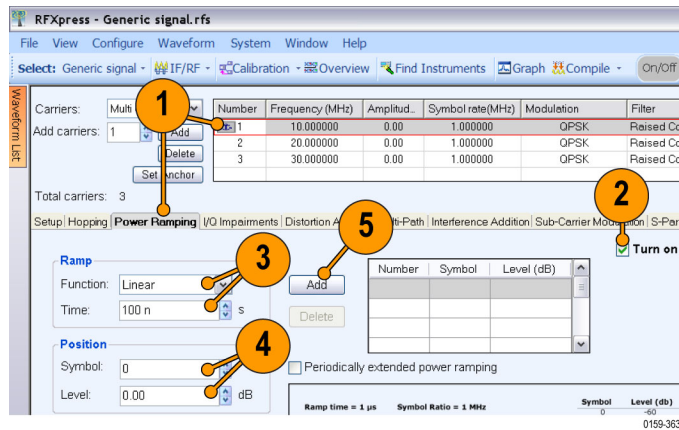 RFXpress - Generic signal.rfs
File View Configure Waveform System Window Help
Select: Generic signal - IF/RF - Calibration - Overview Find Instruments Graph Compile - On/Off
Waveform List
Carriers: Multi
Add carriers: 1 Add
Delete
Set Anchor
Total carriers: 3
Number Frequency (MHz) Amplitud... Symbol rate(MHz) Modulation Filter
1 10.000000 0.00 1.000000 QPSK Raised Co
2 20.000000 0.00 1.000000 QPSK Raised Co
3 30.000000 0.00 1.000000 QPSK Raised Co
1
2
Setup Hopping Power Ramping I/Q Impairments Distortion A lti-Path Interference Addition Sub-Carrier Modulation S-Par
Turn on
5
Ramp
Function: Linear
Time: 100 n s
3
Add
Delete
Number Symbol Level (dB)
Position
Symbol: 0
Level: 0.00 dB
4
Periodically extended power ramping
Ramp time = 1 µs Symbol Ratio = 1 MHz
Symbol Level (db)
0 -60
0159-363